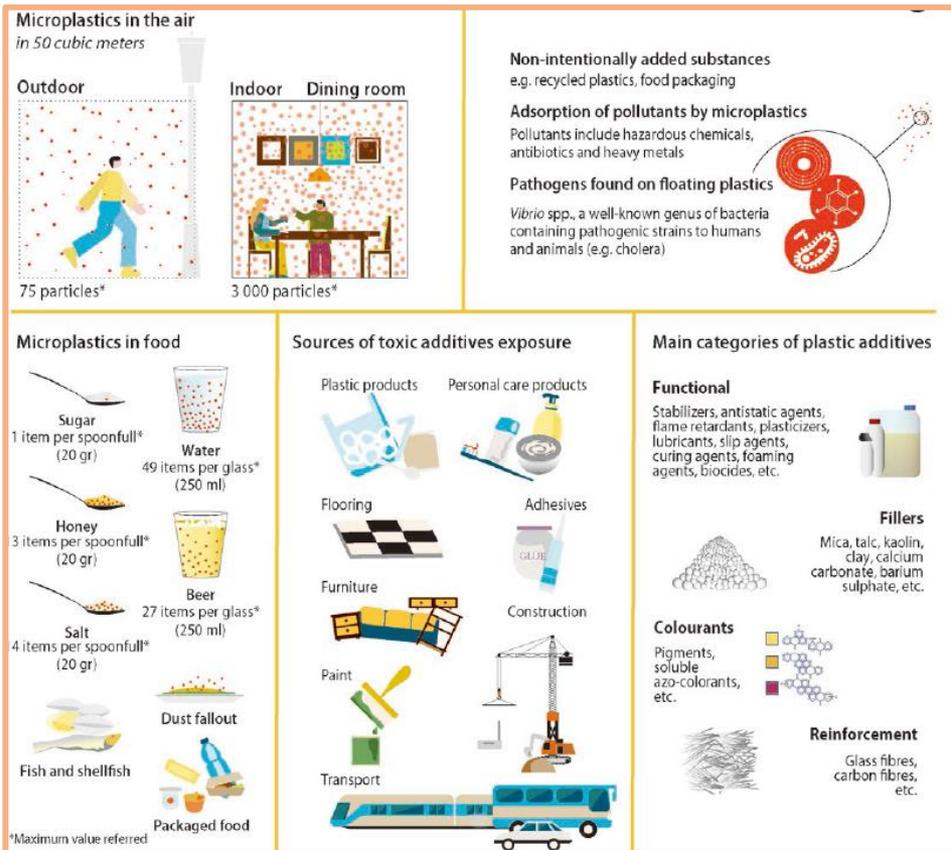 Microplastics in the air
in 50 cubic meters
Outdoor
75 particles*
Indoor Dining room
3 000 particles*
Non-intentionally added substances
e.g. recycled plastics, food packaging
Adsorption of pollutants by microplastics
Pollutants include hazardous chemicals,
antibiotics and heavy metals
Pathogens found on floating plastics
Vibrio spp., a well-known genus of bacteria
containing pathogenic strains to humans
and animals (e.g. cholera)
Microplastics in food
Sugar
1 item per spoonfull*
(20 gr)
Water
49 items per glass*
(250 ml)
Honey
3 items per spoonfull*
(20 gr)
Beer
27 items per glass*
(250 ml)
Salt
4 items per spoonfull*
(20 gr)
Dust fallout
Fish and shellfish
Packaged food
*Maximum value referred
Sources of toxic additives exposure
Plastic products
Personal care products
Flooring
Adhesives
GLUE
Furniture
Construction
Paint
Transport
Main categories of plastic additives
Functional
Stabilizers, antistatic agents,
flame retardants, plasticizers,
lubricants, slip agents,
curing agents, foaming
agents, biocides, etc.
Fillers
Mica, talc, kaolin,
clay, calcium
carbonate, barium
sulphate, etc.
Colourants
Pigments,
soluble
azo-colorants,
etc.
Reinforcement
Glass fibres,
carbon fibres,
etc.